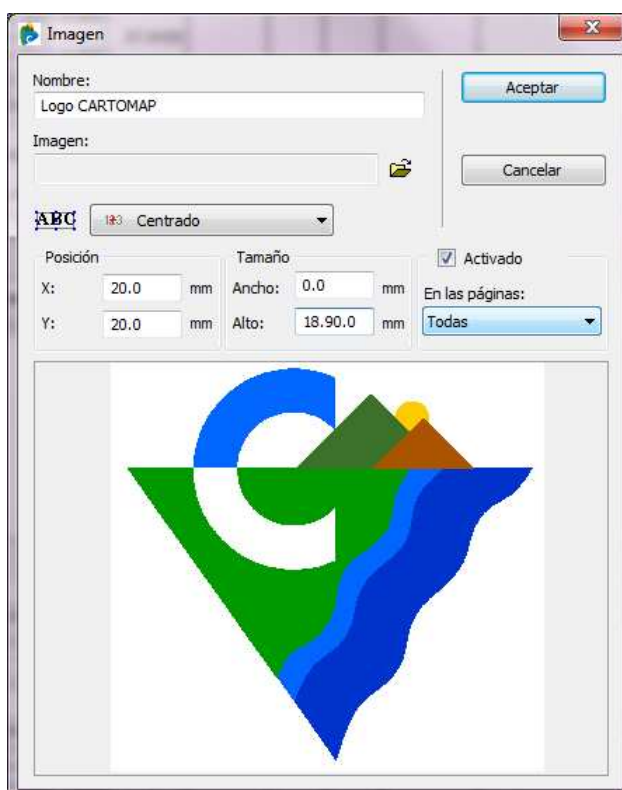 Imagen
Nombre:
Aceptar
Logo CARTOMAP
Imagen:
Cancelar
ABC
123 Centrado
Posición
Tamaño
Activado
X: 20.0 mm
Ancho: 0.0 mm
En las páginas:
Y: 20.0 mm
Alto: 18.90.0 mm
Todas